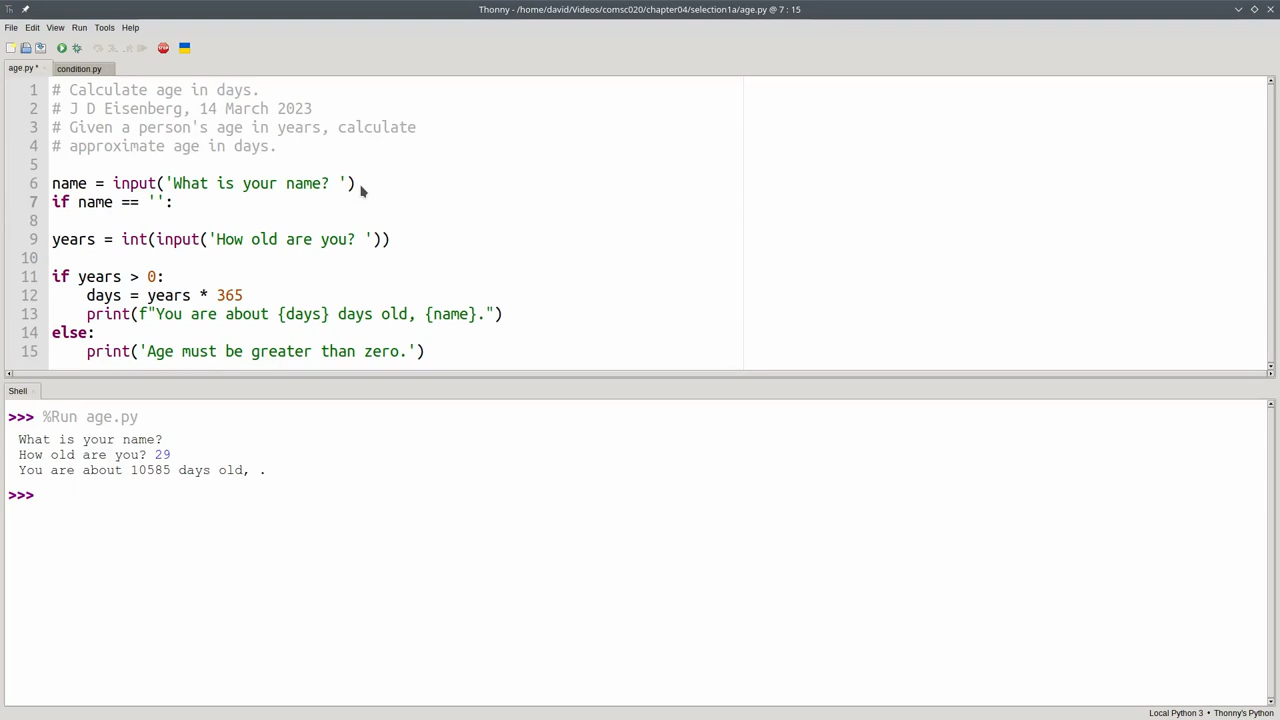 Thonny - /home/david/Videos/comsc020/chapter04/selection1a/age.py @ 7 : 15
File Edit View Run Tools Help
age.py * condition.py
1 # Calculate age in days.
2 # J D Eisenberg, 14 March 2023
3 # Given a person's age in years, calculate
4 # approximate age in days.
5
6 name = input('What is your name? ')
7 if name == '':
8
9 years = int(input('How old are you? '))
10
11 if years > 0:
12     days = years * 365
13     print(f"You are about {days} days old, {name}.")
14 else:
15     print('Age must be greater than zero.')
Shell
>>> %Run age.py
What is your name?
How old are you? 29
You are about 10585 days old, .
>>>
Local Python 3 • Thonny's Python